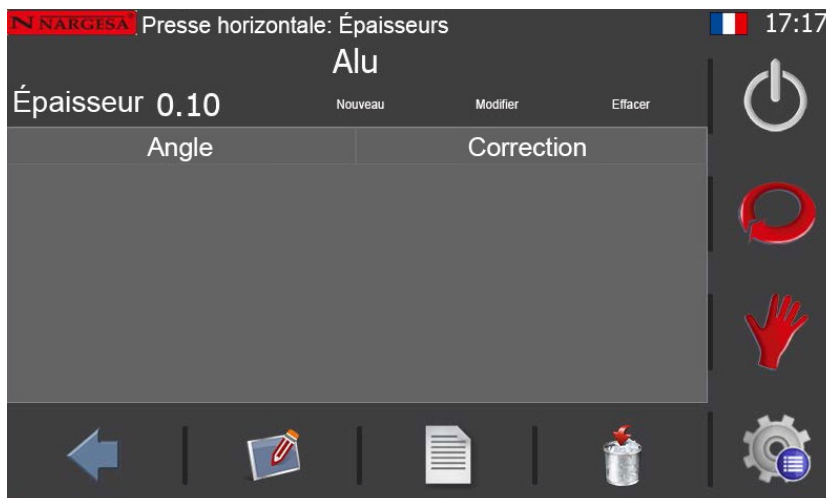 N NARGESA® Presse horizontale: Épaisseurs 17:17
Alu
Épaisseur 0.10 Nouveau Modifier Effacer
Angle Correction